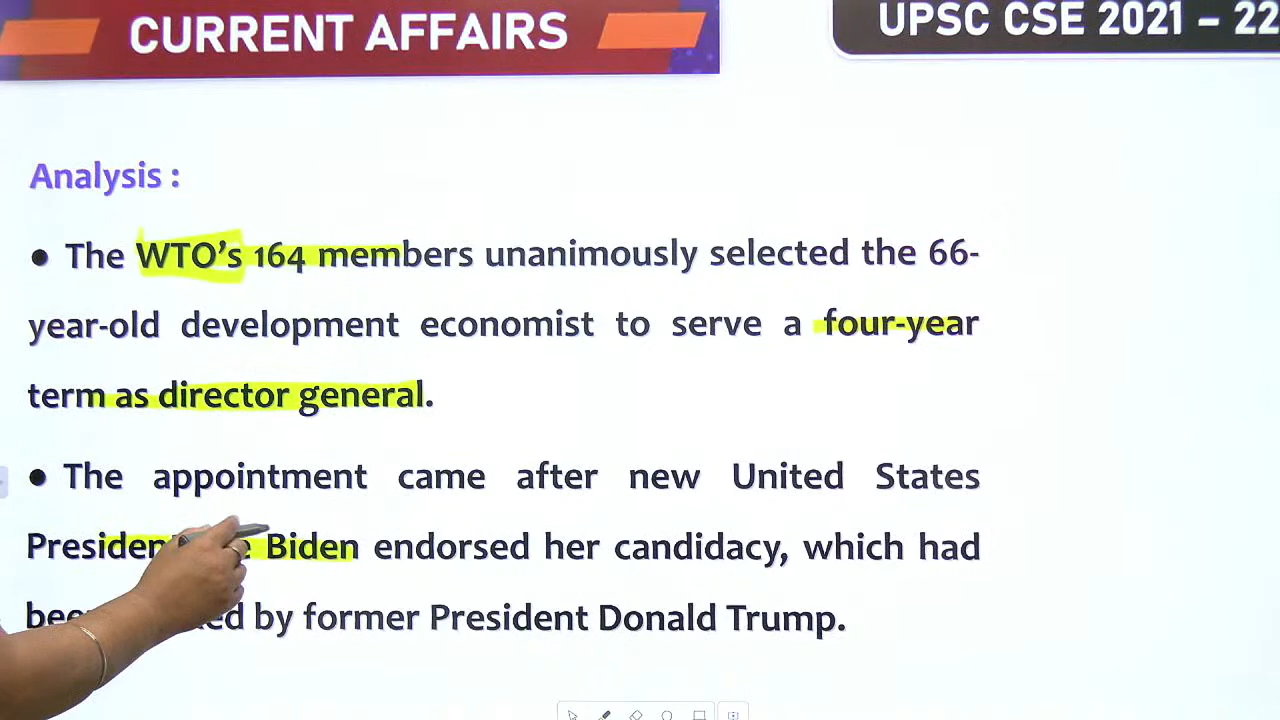 CURRENT AFFAIRS
UPSC CSE 2021 – 22
Analysis :
● The WTO's 164 members unanimously selected the 66-
year-old development economist to serve a four-year
term as director general.
● The appointment came after new United States
Biden endorsed her candidacy, which had
by former President Donald Trump.